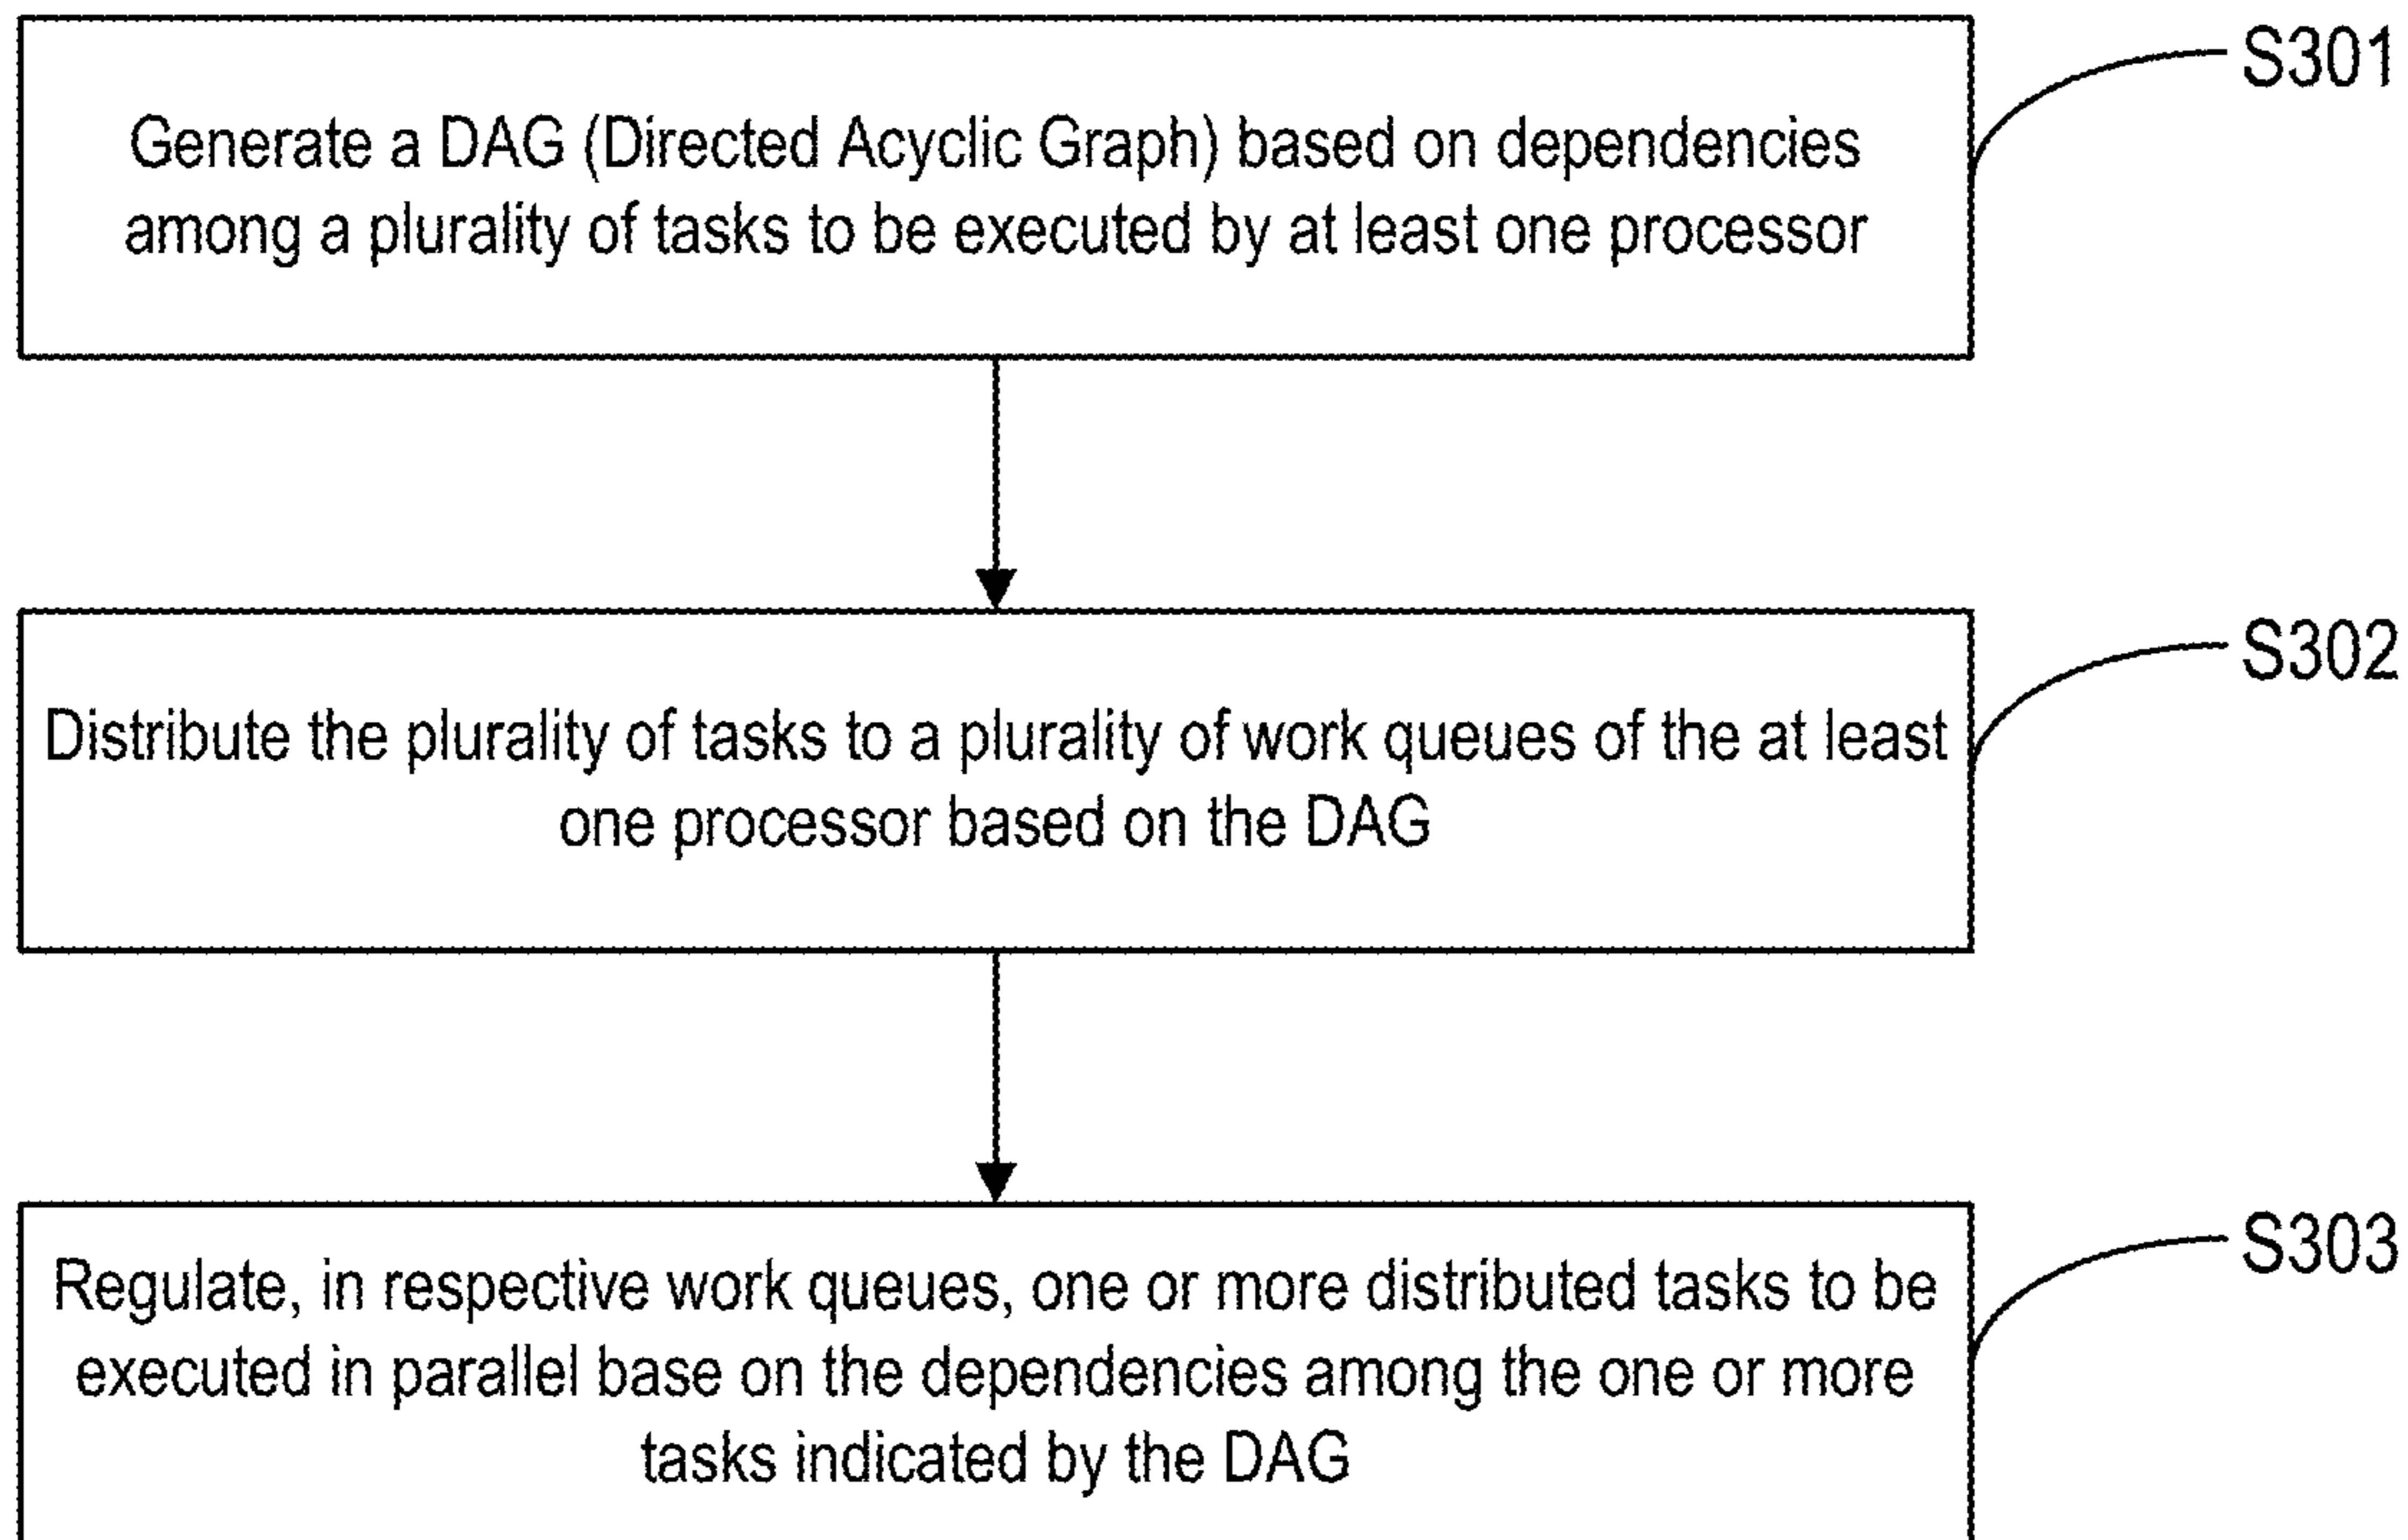 S301
Generate a DAG (Directed Acyclic Graph) based on dependencies
among a plurality of tasks to be executed by at least one processor
S302
Distribute the plurality of tasks to a plurality of work queues of the at least
one processor based on the DAG
S303
Regulate, in respective work queues, one or more distributed tasks to be
executed in parallel base on the dependencies among the one or more
tasks indicated by the DAG